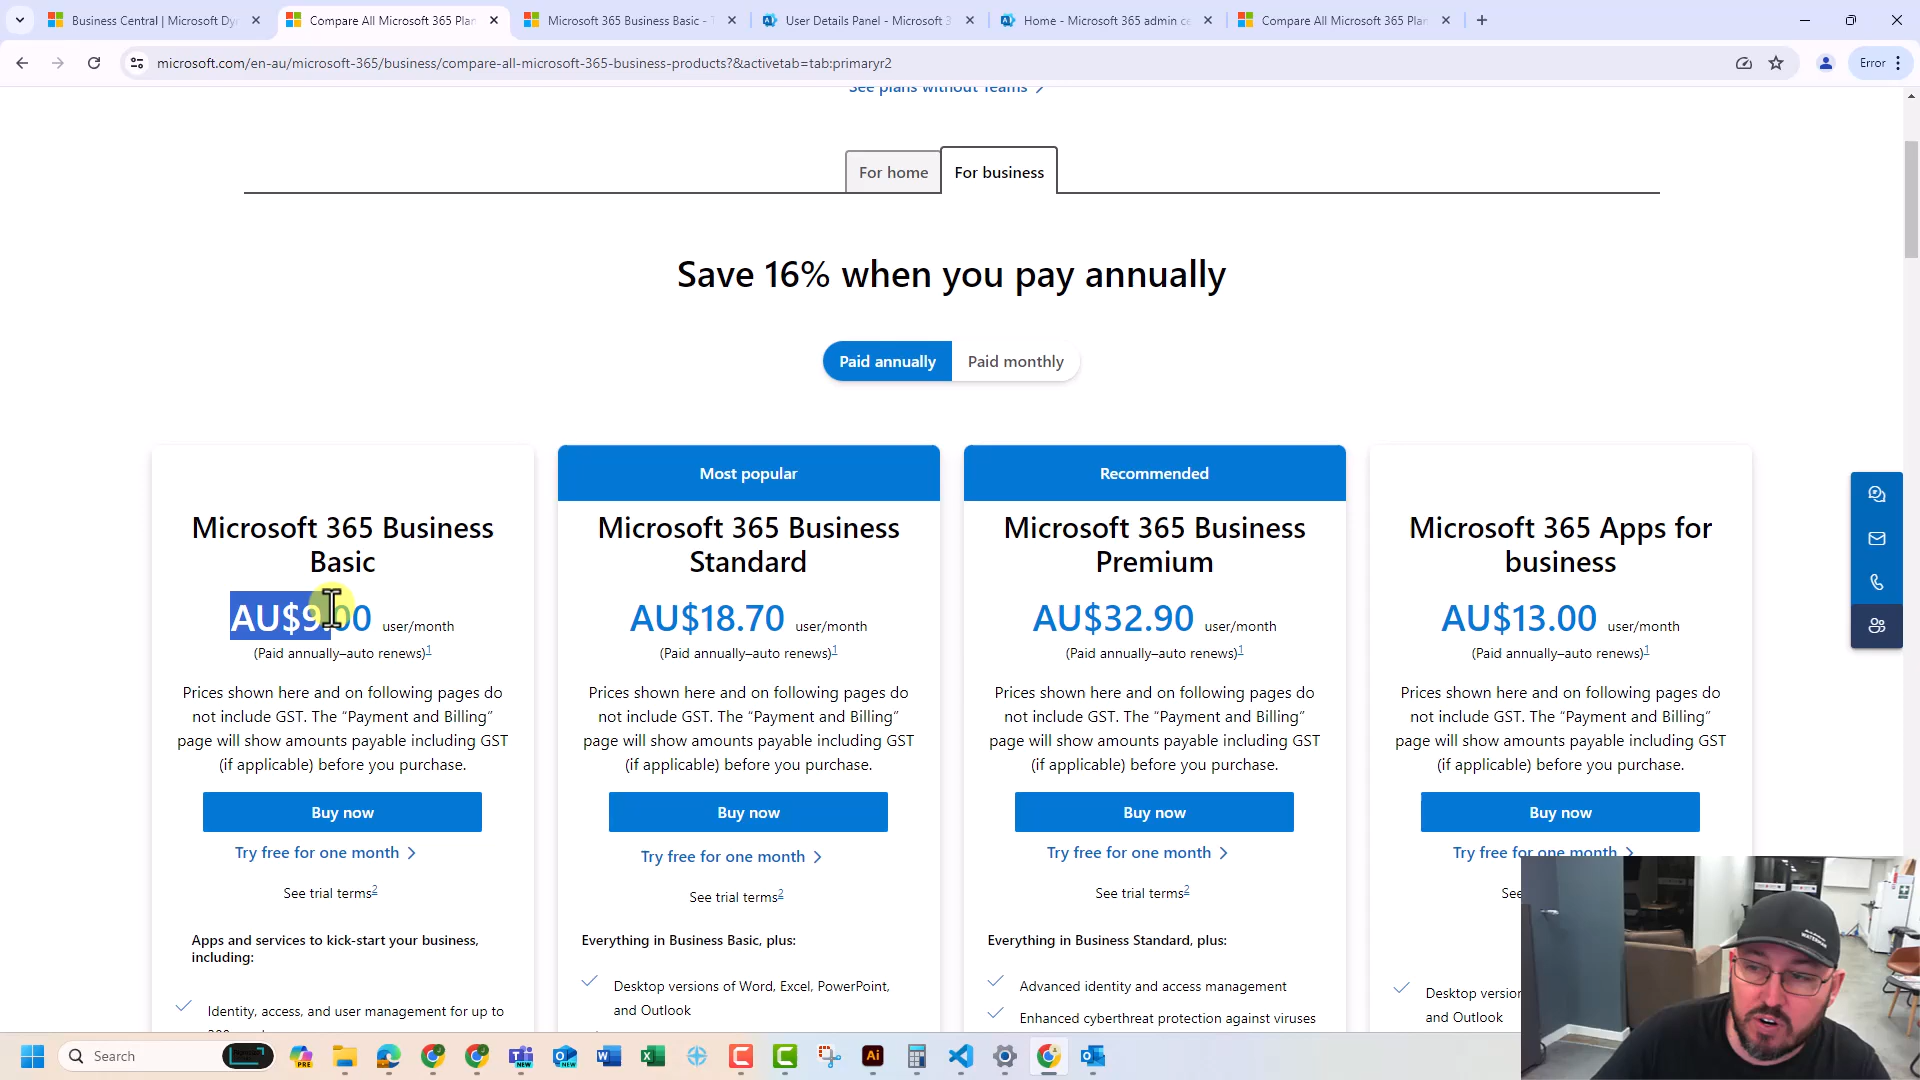 Business Central | Microsoft Dyn
Compare All Microsoft 365 Plan
Microsoft 365 Business Basic -
User Details Panel - Microsoft 3
Home - Microsoft 365 admin ce
Compare All Microsoft 365 Plan
microsoft.com/en-au/microsoft-365/business/compare-all-microsoft-365-business-products?&activetab=tab:primaryr2
Error
See plans without Teams
For home
For business
Save 16% when you pay annually
Paid annually
Paid monthly
Microsoft 365 Business
Basic
AU$9.00 user/month
(Paid annually–auto renews)1
Prices shown here and on following pages do
not include GST. The “Payment and Billing”
page will show amounts payable including GST
(if applicable) before you purchase.
Buy now
Try free for one month
See trial terms2
Apps and services to kick-start your business,
including:
Identity, access, and user management for up to
Most popular
Microsoft 365 Business
Standard
AU$18.70 user/month
(Paid annually–auto renews)1
Prices shown here and on following pages do
not include GST. The “Payment and Billing”
page will show amounts payable including GST
(if applicable) before you purchase.
Buy now
Try free for one month
See trial terms2
Everything in Business Basic, plus:
Desktop versions of Word, Excel, PowerPoint,
and Outlook
Recommended
Microsoft 365 Business
Premium
AU$32.90 user/month
(Paid annually–auto renews)1
Prices shown here and on following pages do
not include GST. The “Payment and Billing”
page will show amounts payable including GST
(if applicable) before you purchase.
Buy now
Try free for one month
See trial terms2
Everything in Business Standard, plus:
Advanced identity and access management
Enhanced cyberthreat protection against viruses
Microsoft 365 Apps for
business
AU$13.00 user/month
(Paid annually–auto renews)1
Prices shown here and on following pages do
not include GST. The “Payment and Billing”
page will show amounts payable including GST
(if applicable) before you purchase.
Buy now
Try free for one month
See
Desktop version
and Outlook
Search